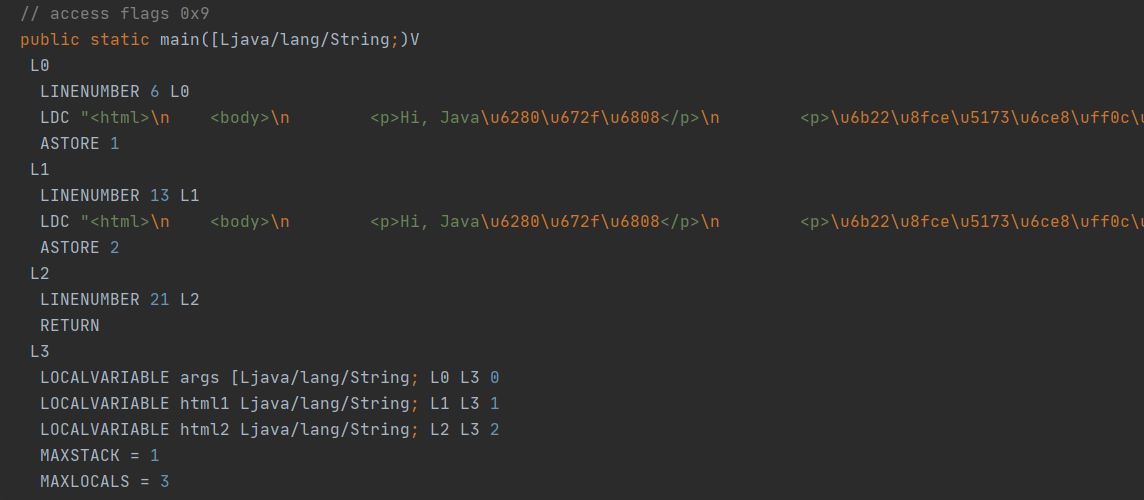 // access flags 0x9
public static main([Ljava/lang/String;)V
L0
LINENUMBER 6 L0
LDC "<html>\n    <body>\n        <p>Hi, Java\u6280\u672f\u6808</p>\n        <p>\u6b22\u8fce\u5173\u6ce8\uff0c\u
ASTORE 1
L1
LINENUMBER 13 L1
LDC "<html>\n    <body>\n        <p>Hi, Java\u6280\u672f\u6808</p>\n        <p>\u6b22\u8fce\u5173\u6ce8\uff0c\u
ASTORE 2
L2
LINENUMBER 21 L2
RETURN
L3
LOCALVARIABLE args [Ljava/lang/String; L0 L3 0
LOCALVARIABLE html1 Ljava/lang/String; L1 L3 1
LOCALVARIABLE html2 Ljava/lang/String; L2 L3 2
MAXSTACK = 1
MAXLOCALS = 3